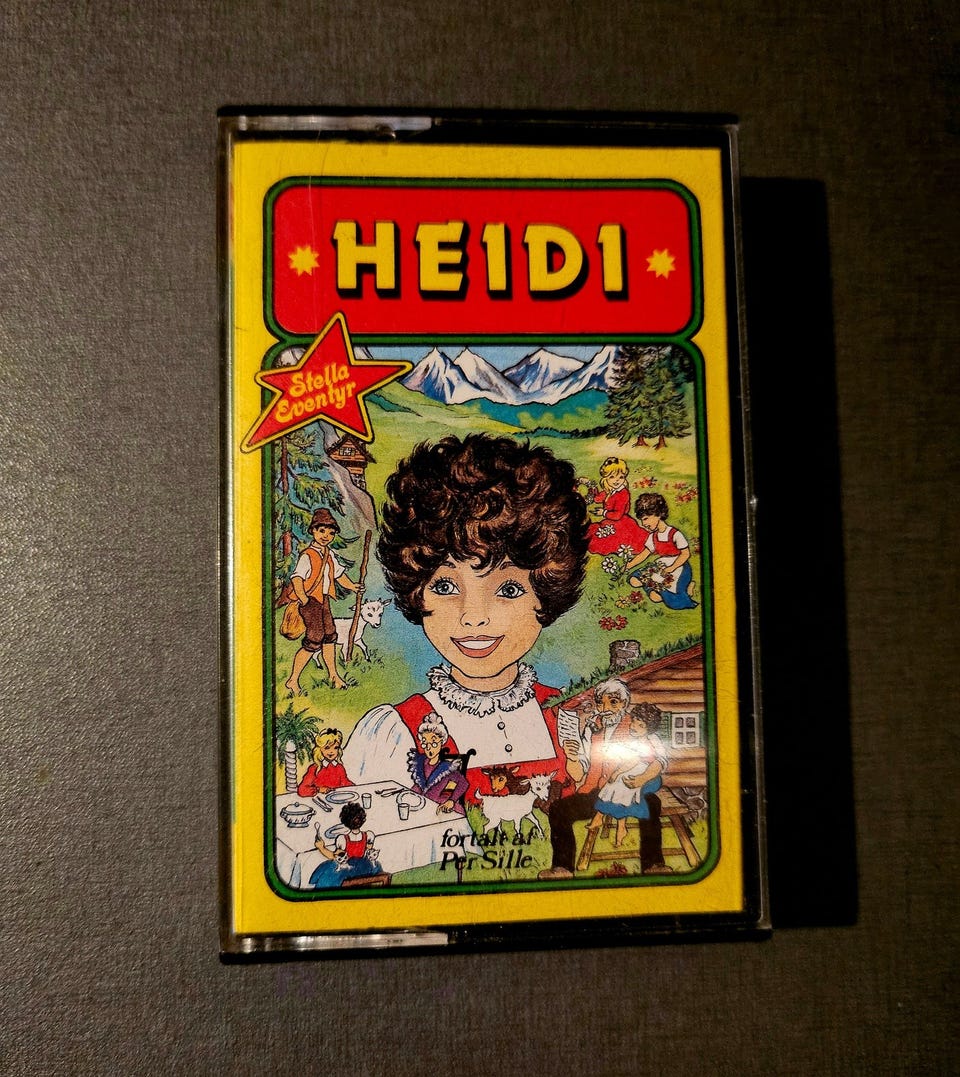 HEIDI
Stella
Eventyr
fortalt af
Per Sille